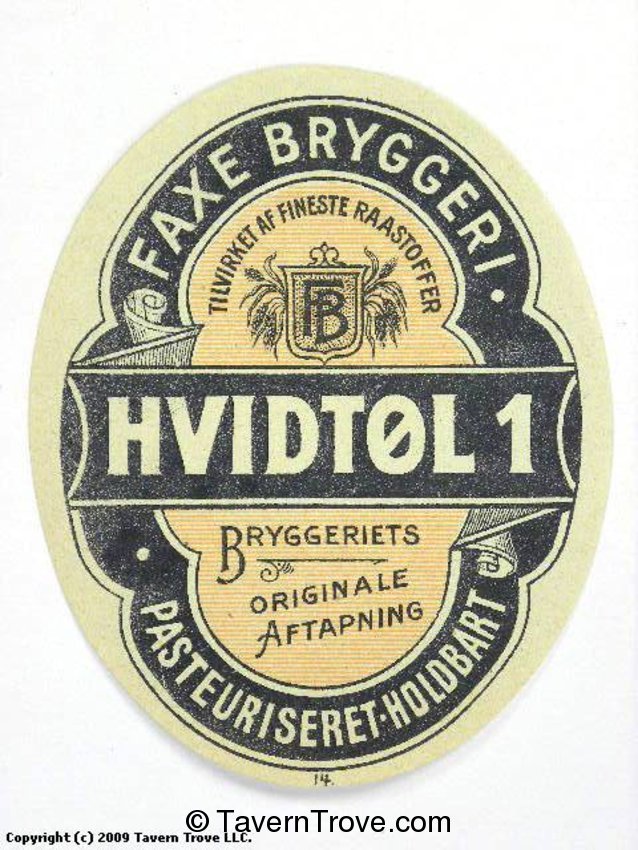 FAXE BRYGGERI
TILVIRKET AF FINESTE RAASTOFFER
FB
HVIDTØL 1
BRYGGERIETS
ORIGINALE
AFTAPNING
PASTEURISERET-HOLDBART
14.
© TavernTrove.com
Copyright (c) 2009 Tavern Trove LLC.